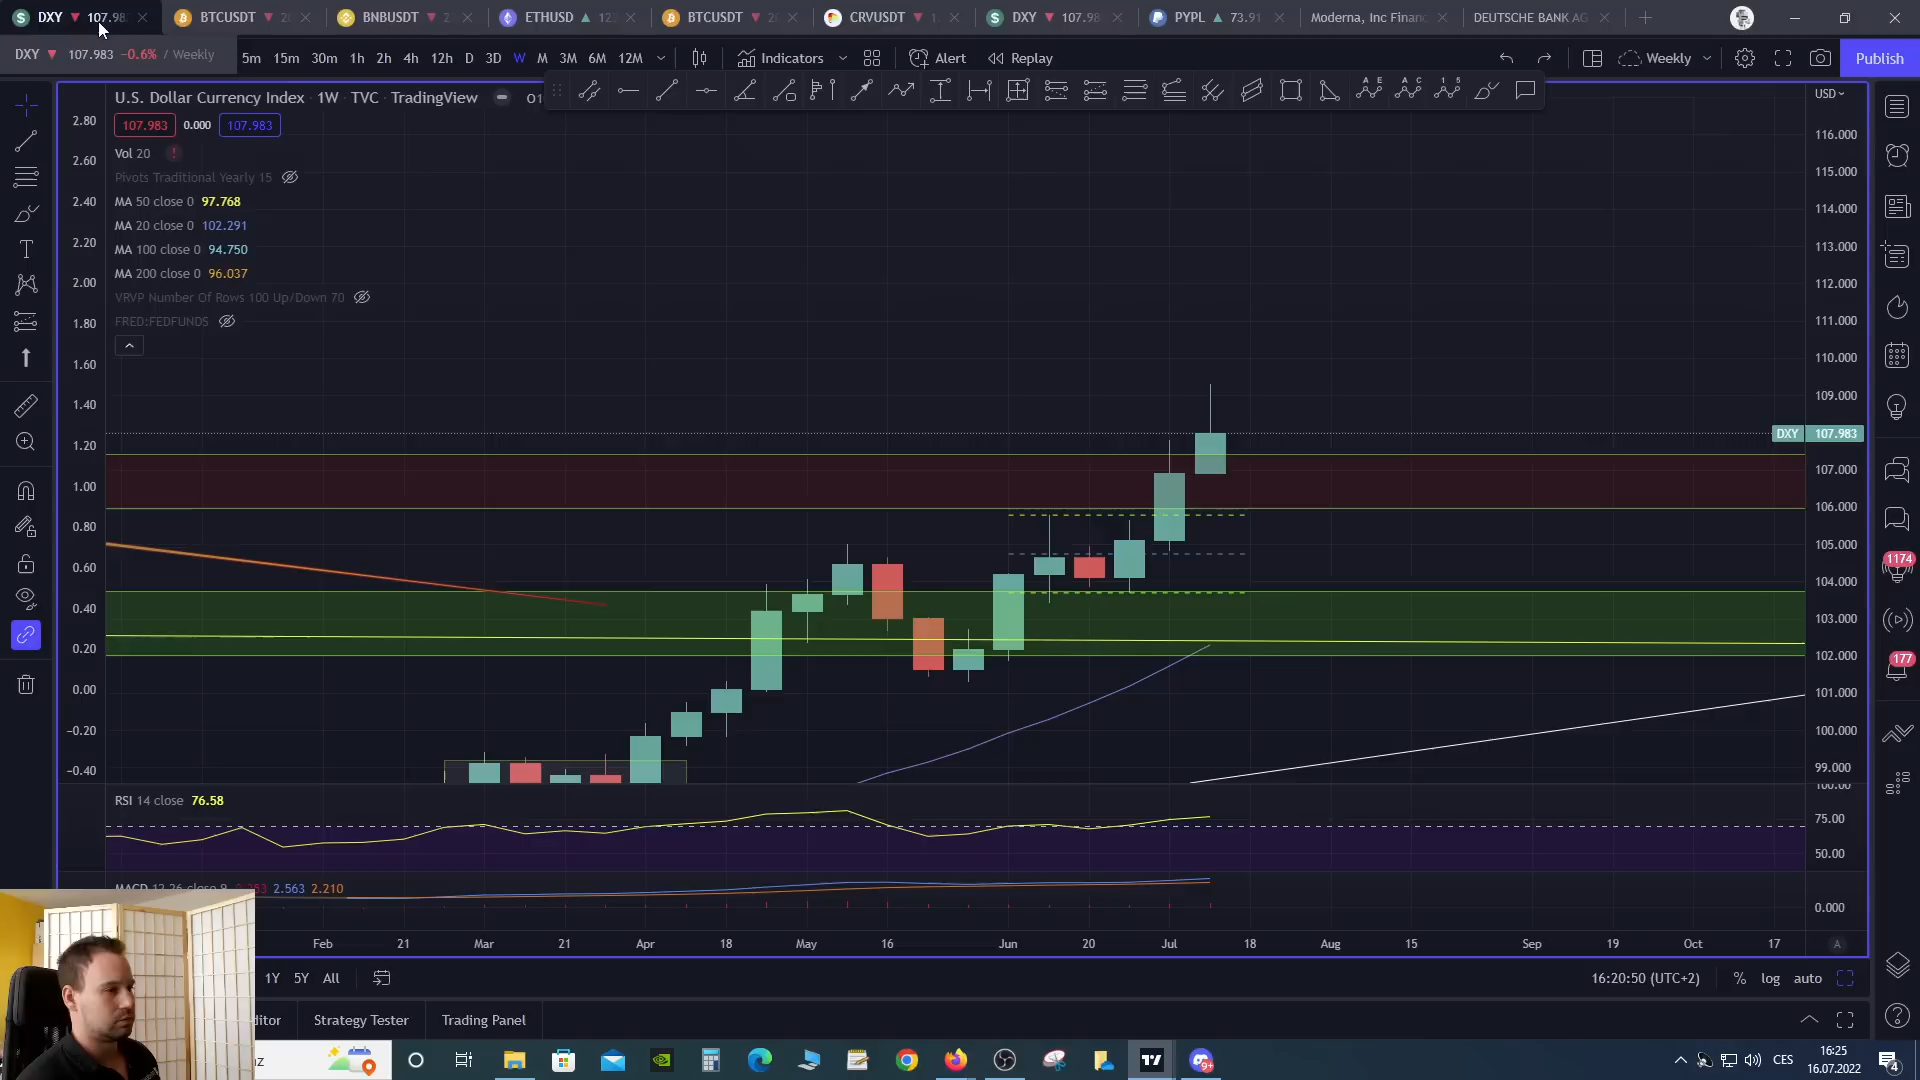 DXY 107.98
BTCUSDT
BNBUSDT
ETHUSD
BTCUSDT
CRVUSDT
DXY 107.98
PYPL 73.91
Moderna, Inc Financ
DEUTSCHE BANK AG
DXY 107.983 −0.6% / Weekly
5m 15m 30m 1h 2h 4h 12h D 3D W M 3M 6M 12M
Indicators
Alert
Replay
Weekly
Publish
U.S. Dollar Currency Index · 1W · TVC · TradingView
107.983 0.000 107.983
Vol 20
Pivots Traditional Yearly 15
MA 50 close 0 97.768
MA 20 close 0 102.291
MA 100 close 0 94.750
MA 200 close 0 96.037
VRVP Number Of Rows 100 Up/Down 70
FRED:FEDFUNDS
2.80
2.60
2.40
2.20
2.00
1.80
1.60
1.40
1.20
1.00
0.80
0.60
0.40
0.20
0.00
−0.20
−0.40
USD
116.000
115.000
114.000
113.000
112.000
111.000
110.000
109.000
DXY 107.983
107.000
106.000
105.000
104.000
103.000
102.000
101.000
100.000
99.000
1174
177
RSI 14 close 76.58
100.00
75.00
50.00
MACD 12 26 close 9 2.563 2.210
0.000
Feb 21 Mar 21 Apr 18 May 16 Jun 20 Jul 18 Aug 15 Sep 19 Oct 17
A
1Y 5Y All
16:20:50 (UTC+2)
% log auto
ditor
Strategy Tester
Trading Panel
nz
9+
CES
16:25
16.07.2022
4